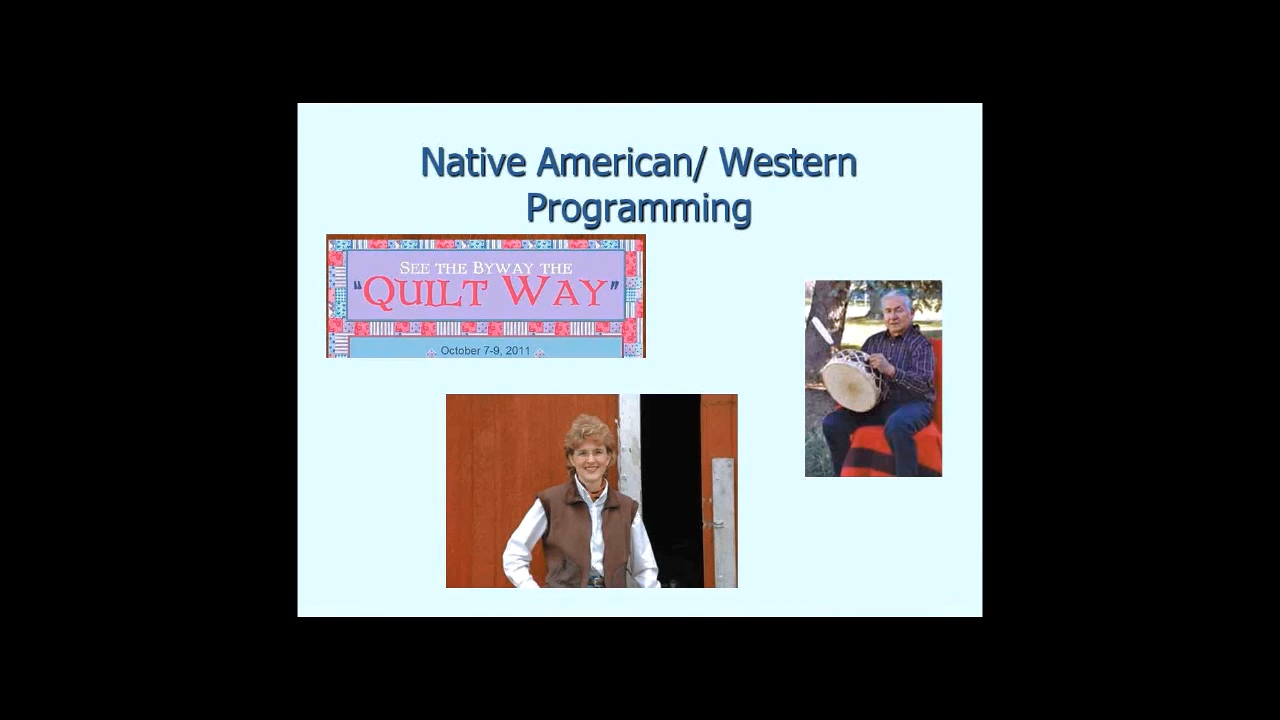 Native American/ Western
Programming
SEE THE BYWAY THE
"QUILT WAY"
October 7-9, 2011